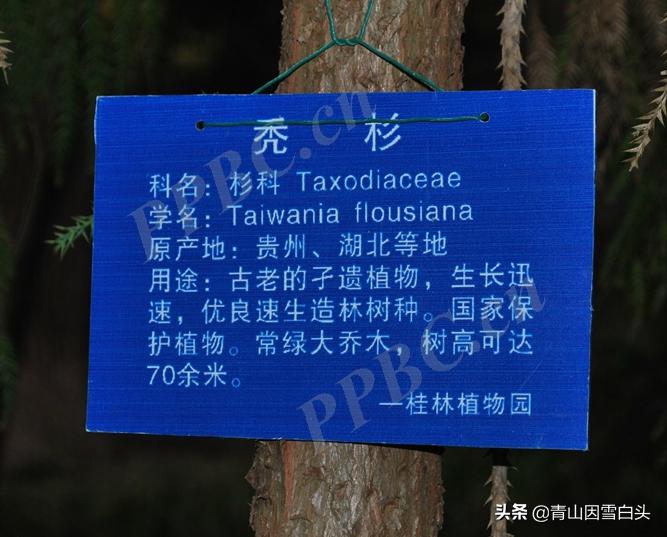 秃 杉
科名：杉科 Taxodiaceae
学名：Taiwania flousiana
原产地：贵州、湖北等地
用途：古老的孑遗植物，生长迅
速，优良速生造林树种。国家保
护植物。常绿大乔木，树高可达
70余米。
—桂林植物园
PPBC.cn
PPBC.cn
头条 @青山因雪白头